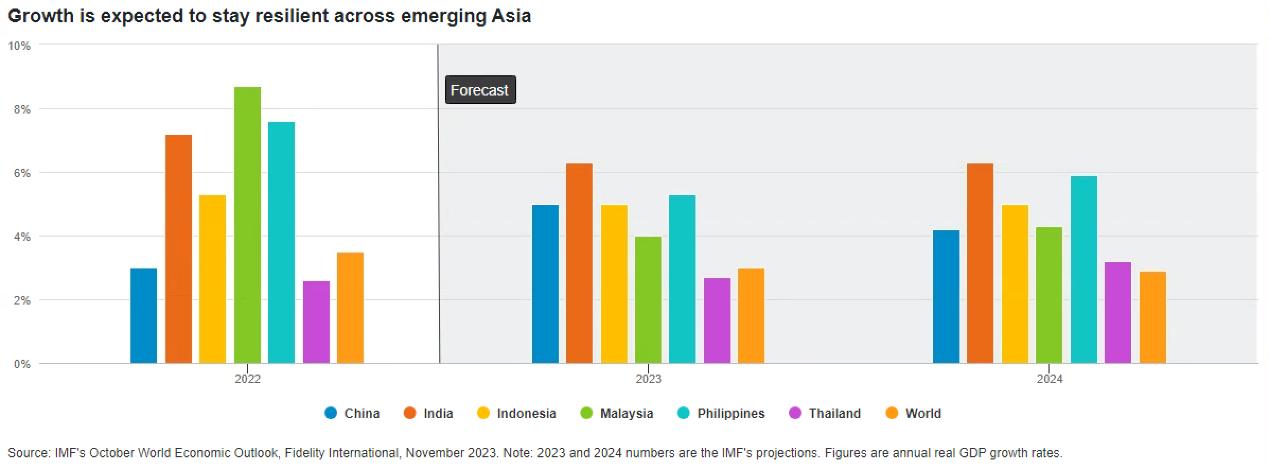 Growth is expected to stay resilient across emerging Asia
10%
Forecast
8%
6%
4%
2%
0%
2022 2023 2024
China India Indonesia Malaysia Philippines Thailand World
Source: IMF's October World Economic Outlook, Fidelity International, November 2023. Note: 2023 and 2024 numbers are the IMF's projections. Figures are annual real GDP growth rates.